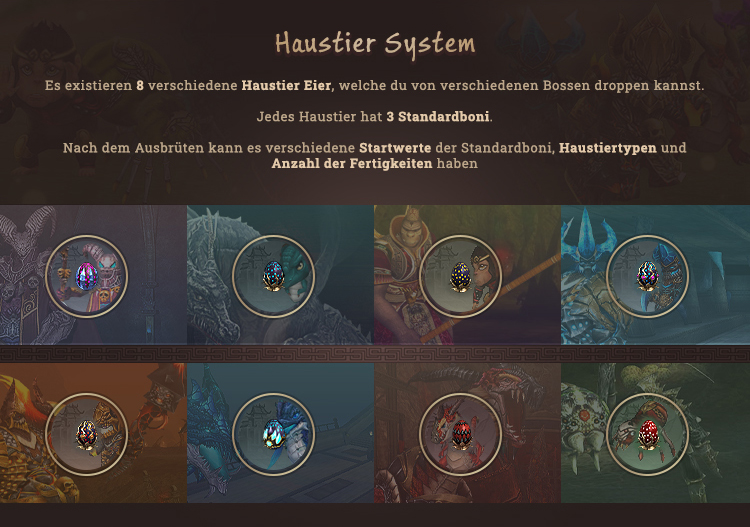 Haustier System
Es existieren 8 verschiedene Haustier Eier, welche du von verschiedenen Bossen droppen kannst.
Jedes Haustier hat 3 Standardboni.
Nach dem Ausbrüten kann es verschiedene Startwerte der Standardboni, Haustiertypen und
Anzahl der Fertigkeiten haben